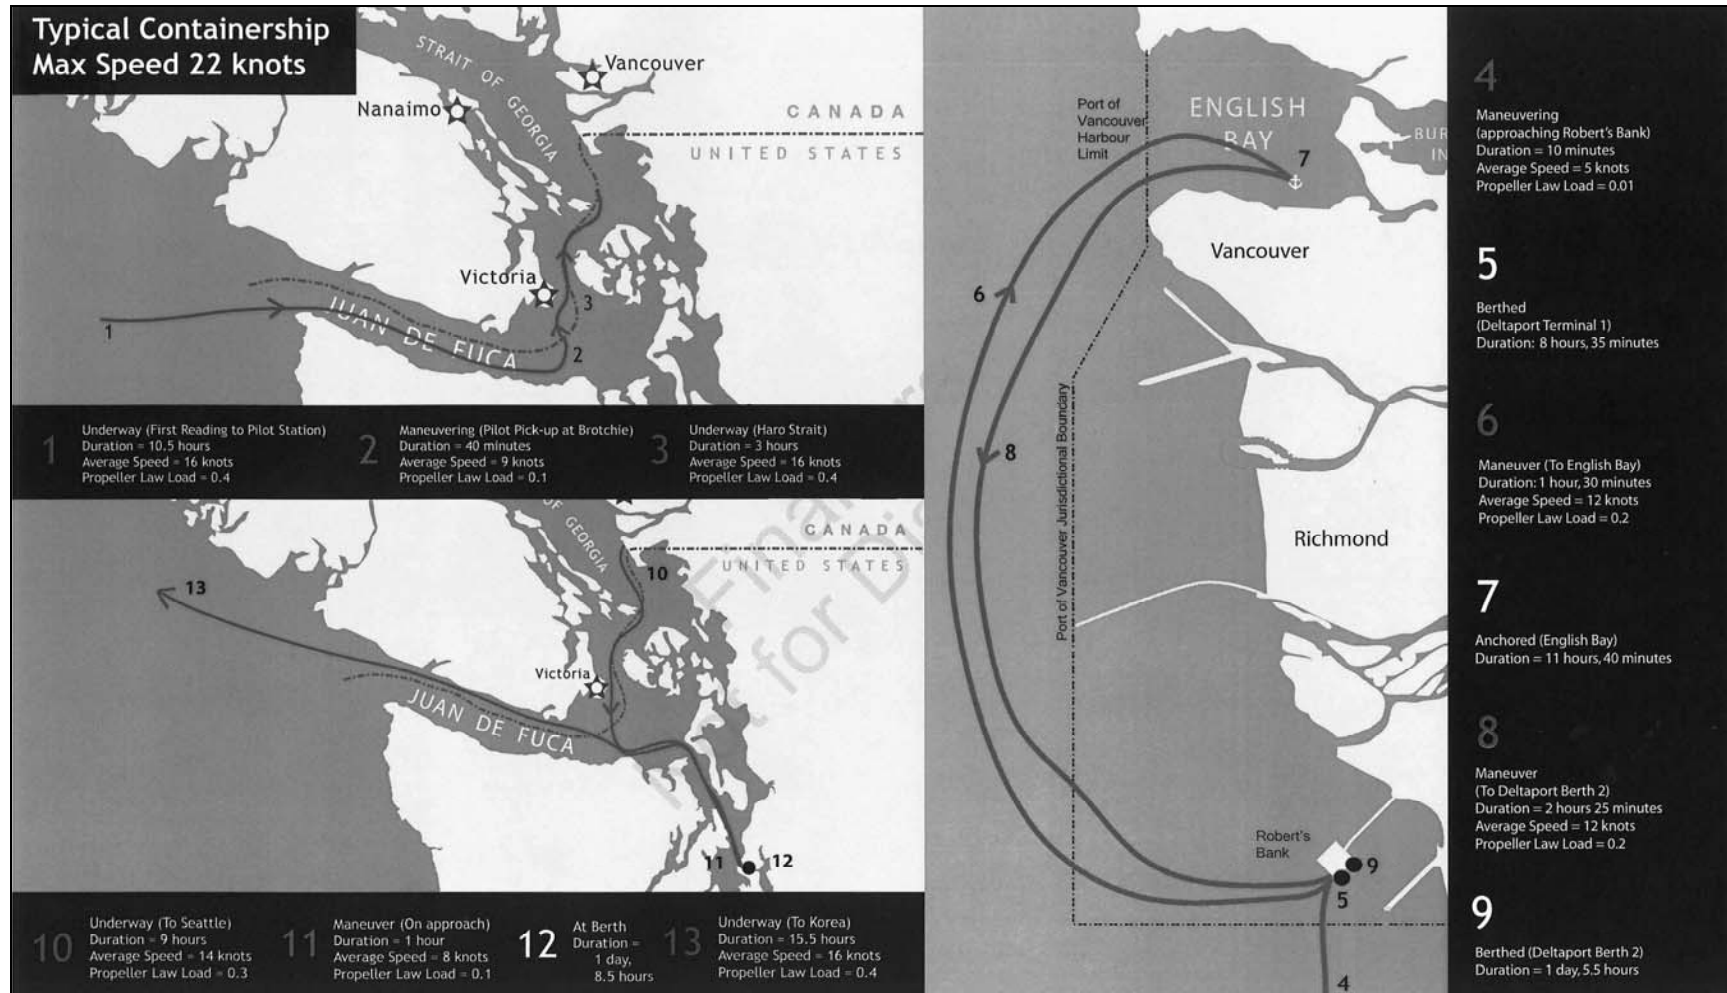 Typical Containership
Max Speed 22 knots
STRAIT OF GEORGIA
Vancouver
Nanaimo
CANADA
UNITED STATES
Victoria
JUAN DE FUCA
1
2
3
1
Underway (First Reading to Pilot Station)
Duration = 10.5 hours
Average Speed = 16 knots
Propeller Law Load = 0.4
2
Maneuvering (Pilot Pick-up at Brotchie)
Duration = 40 minutes
Average Speed = 9 knots
Propeller Law Load = 0.1
3
Underway (Haro Strait)
Duration = 3 hours
Average Speed = 16 knots
Propeller Law Load = 0.4
OF GEORGIA
CANADA
UNITED STATES
10
13
Victoria
JUAN DE FUCA
11
12
10
Underway (To Seattle)
Duration = 9 hours
Average Speed = 14 knots
Propeller Law Load = 0.3
11
Maneuver (On approach)
Duration = 1 hour
Average Speed = 8 knots
Propeller Law Load = 0.1
12
At Berth
Duration =
1 day,
8.5 hours
13
Underway (To Korea)
Duration = 15.5 hours
Average Speed = 16 knots
Propeller Law Load = 0.4
Port of
Vancouver
Harbour
Limit
ENGLISH
BAY
BUR
IN
7
Vancouver
6
8
Port of Vancouver Jurisdictional Boundary
Richmond
Robert's
Bank
9
5
4
4
Maneuvering
(approaching Robert's Bank)
Duration = 10 minutes
Average Speed = 5 knots
Propeller Law Load = 0.01
5
Berthed
(Deltaport Terminal 1)
Duration: 8 hours, 35 minutes
6
Maneuver (To English Bay)
Duration: 1 hour, 30 minutes
Average Speed = 12 knots
Propeller Law Load = 0.2
7
Anchored (English Bay)
Duration = 11 hours, 40 minutes
8
Maneuver
(To Deltaport Berth 2)
Duration = 2 hours 25 minutes
Average Speed = 12 knots
Propeller Law Load = 0.2
9
Berthed (Deltaport Berth 2)
Duration = 1 day, 5.5 hours